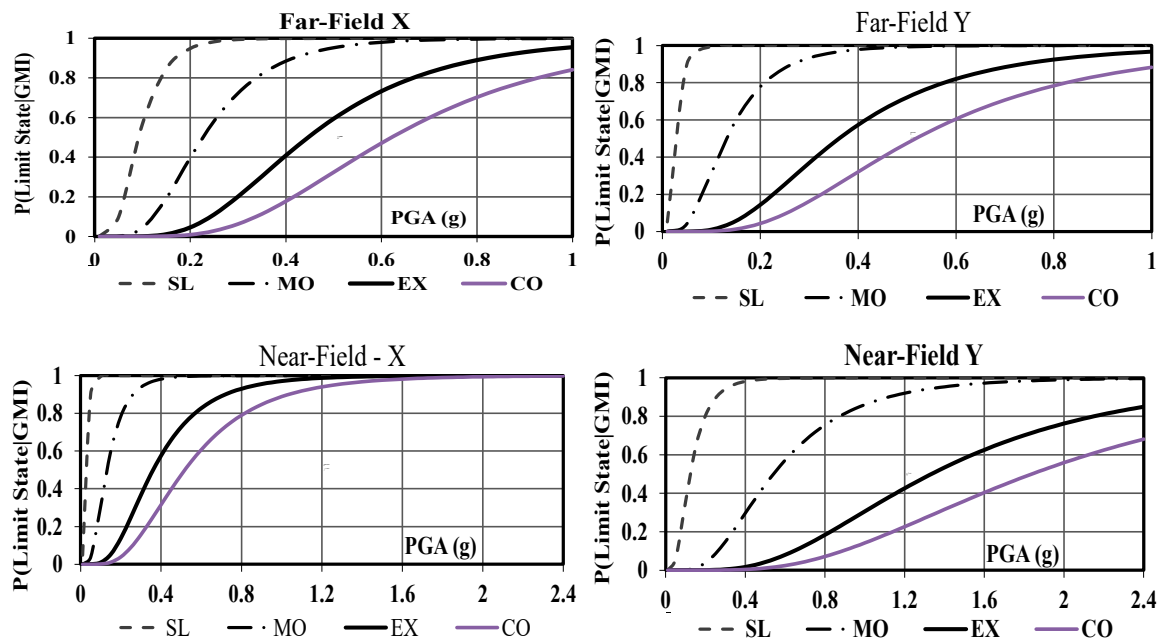 Far-Field X
P(Limit State|GMI)
1
0.8
0.6
0.4
0.2
0
PGA (g)
0.2 0.4 0.6 0.8 1
SL MO EX CO
Far-Field Y
P(Limit State|GMI)
1
0.8
0.6
0.4
0.2
0
PGA (g)
0 0.2 0.4 0.6 0.8 1
SL MO EX CO
Near-Field - X
P(Limit State|GMI)
1
0.8
0.6
0.4
0.2
0
PGA (g)
0 0.4 0.8 1.2 1.6 2 2.4
SL MO EX CO
Near-Field Y
P(Limit State|GMI)
1
0.8
0.6
0.4
0.2
0
PGA (g)
0 0.4 0.8 1.2 1.6 2.0 2.4
SL MO EX CO